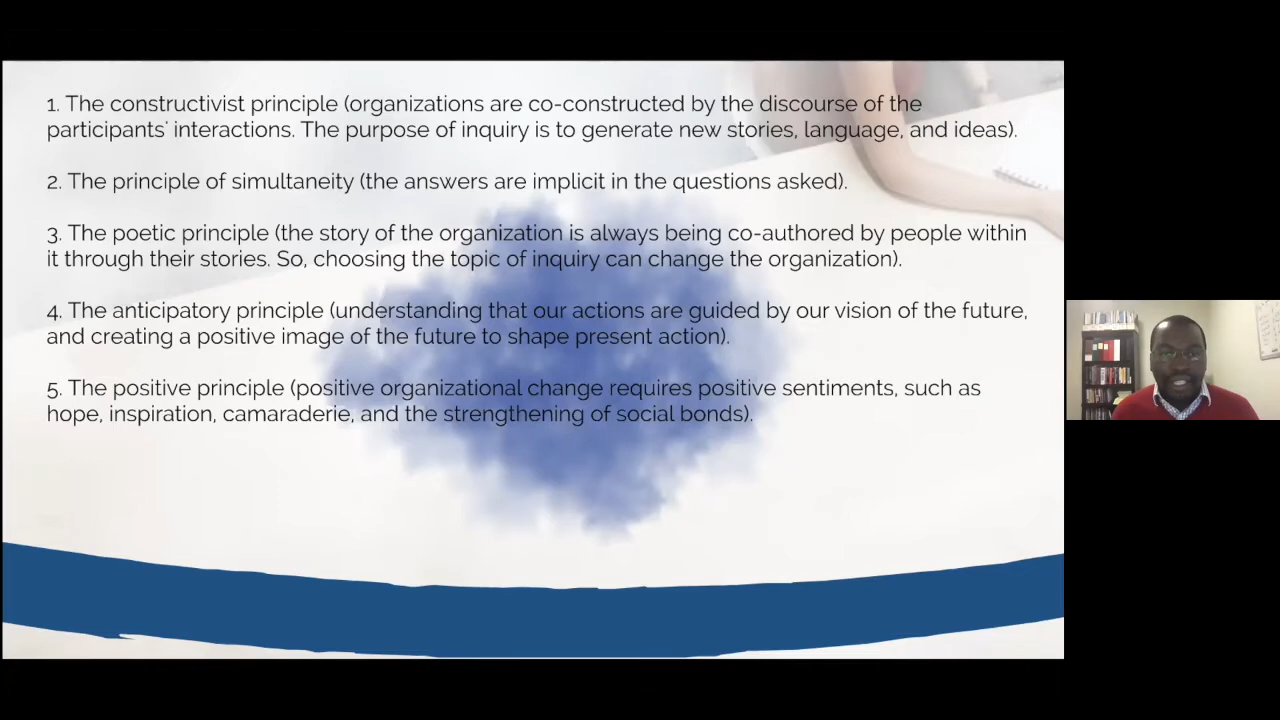 1. The constructivist principle (organizations are co-constructed by the discourse of the
participants' interactions. The purpose of inquiry is to generate new stories, language, and ideas).
2. The principle of simultaneity (the answers are implicit in the questions asked).
3. The poetic principle (the story of the organization is always being co-authored by people within
it through their stories. So, choosing the topic of inquiry can change the organization).
4. The anticipatory principle (understanding that our actions are guided by our vision of the future,
and creating a positive image of the future to shape present action).
5. The positive principle (positive organizational change requires positive sentiments, such as
hope, inspiration, camaraderie, and the strengthening of social bonds).